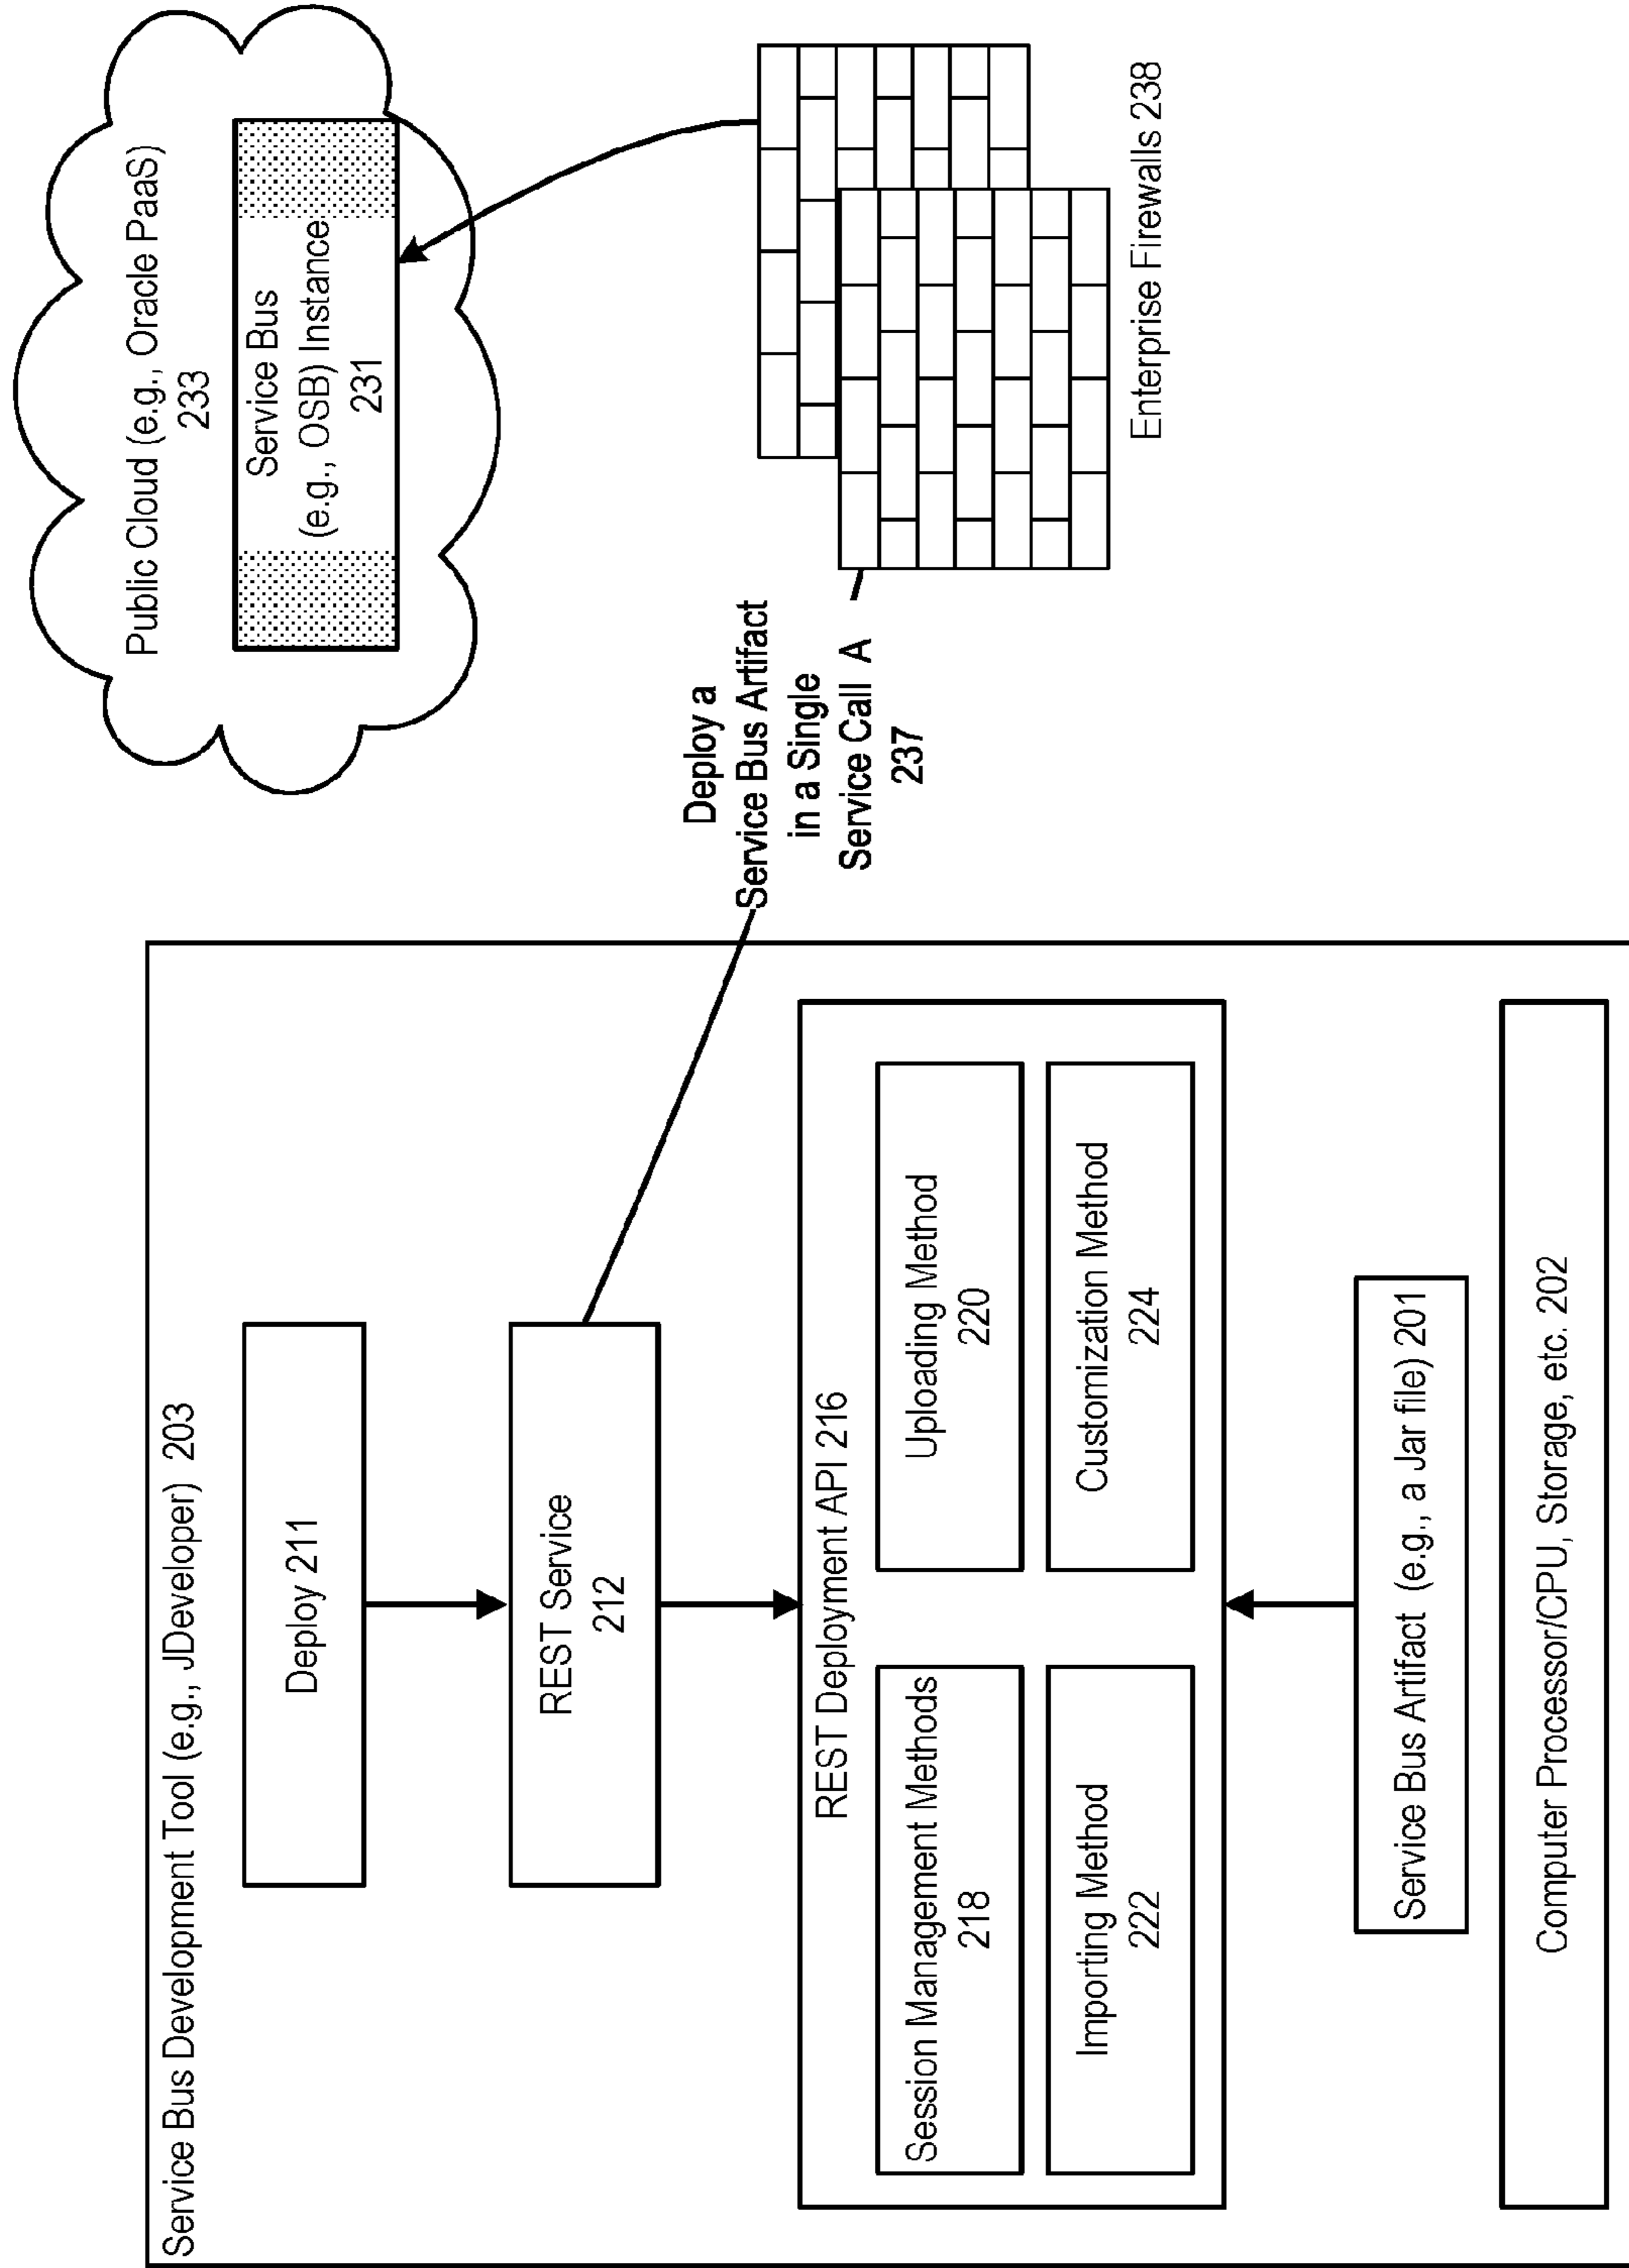 Service Bus Development Tool (e.g., JDeveloper) 203
Deploy 211
REST Service
212
REST Deployment API 216
Session Management Methods
218
Uploading Method
220
Importing Method
222
Customization Method
224
Service Bus Artifact (e.g., a Jar file) 201
Computer Processor/CPU, Storage, etc. 202
Deploy a
Service Bus Artifact
in a Single
Service Call A
237
Public Cloud (e.g., Oracle PaaS)
233
Service Bus
(e.g., OSB) Instance
231
Enterprise Firewalls 238